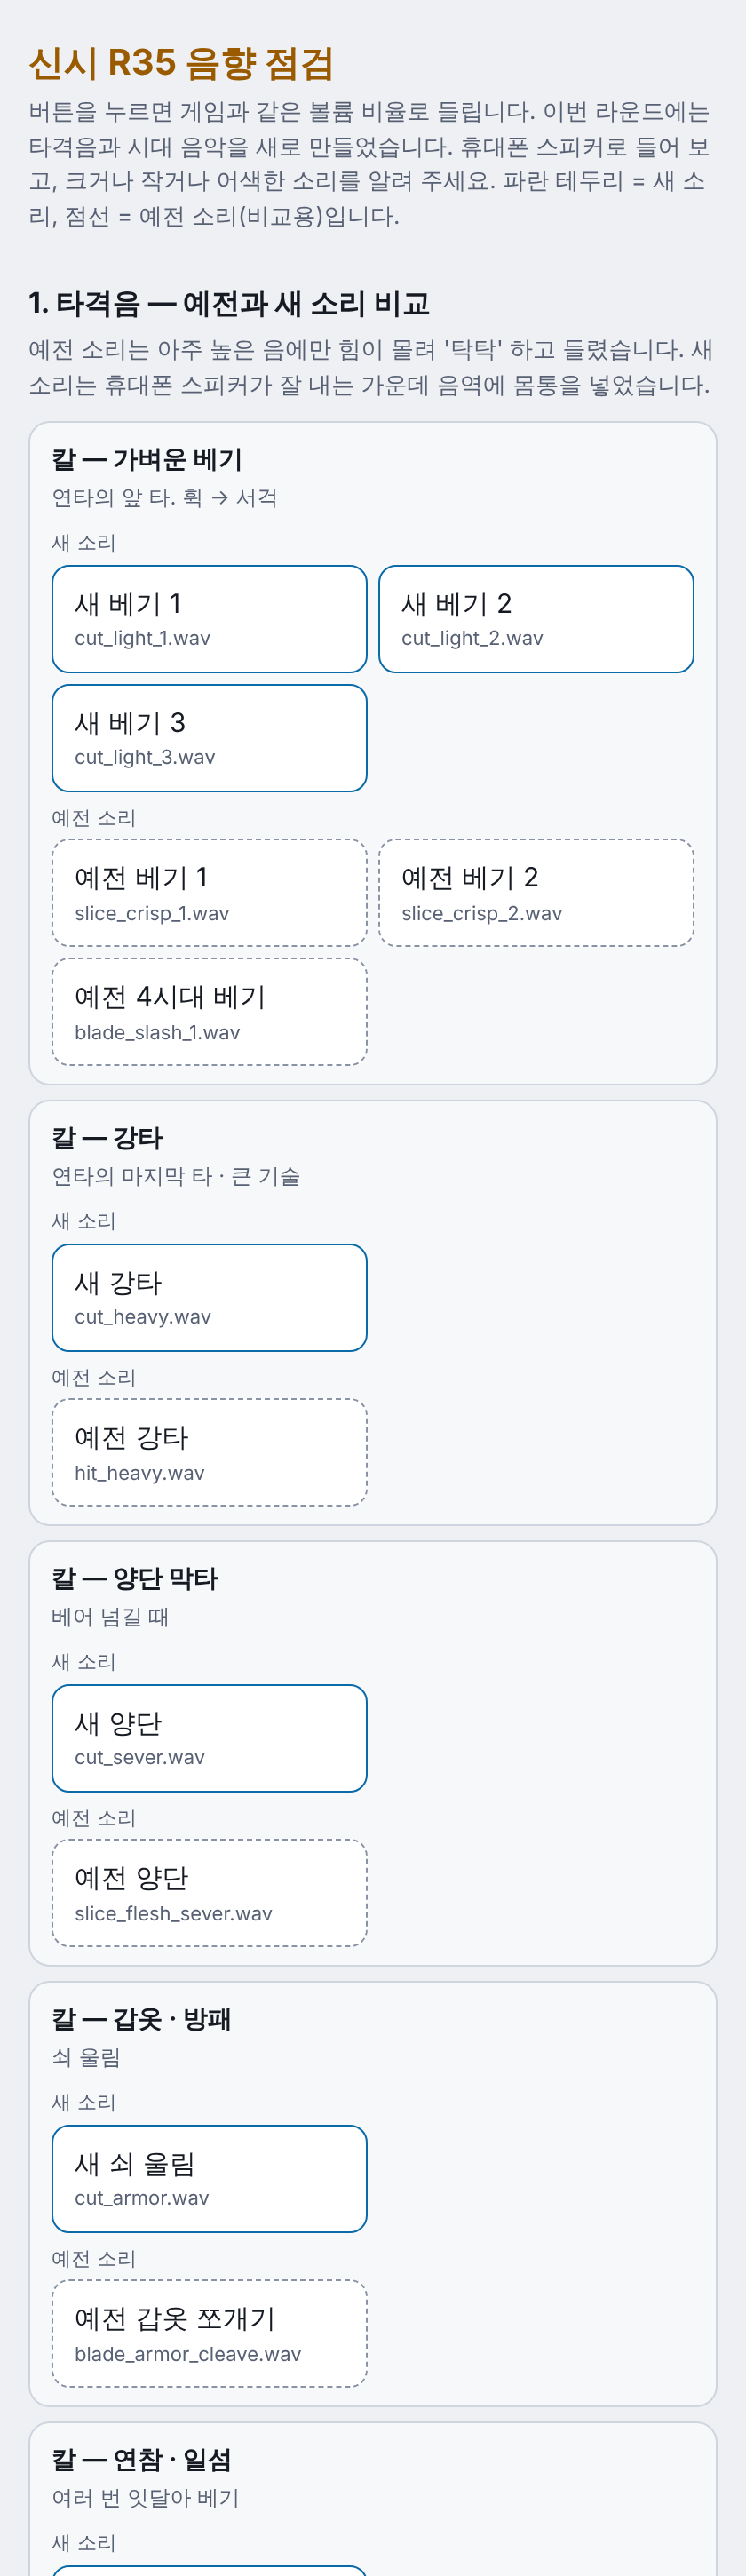 신시 R35 음향 점검
버튼을 누르면 게임과 같은 볼륨 비율로 들립니다. 이번 라운드에는
타격음과 시대 음악을 새로 만들었습니다. 휴대폰 스피커로 들어 보
고, 크거나 작거나 어색한 소리를 알려 주세요. 파란 테두리 = 새 소
리, 점선 = 예전 소리(비교용)입니다.
1. 타격음 — 예전과 새 소리 비교
예전 소리는 아주 높은 음에만 힘이 몰려 '탁탁' 하고 들렸습니다. 새
소리는 휴대폰 스피커가 잘 내는 가운데 음역에 몸통을 넣었습니다.
칼 — 가벼운 베기
연타의 앞 타. 휙 → 서걱
새 소리
새 베기 1
cut_light_1.wav
새 베기 2
cut_light_2.wav
새 베기 3
cut_light_3.wav
예전 소리
예전 베기 1
slice_crisp_1.wav
예전 베기 2
slice_crisp_2.wav
예전 4시대 베기
blade_slash_1.wav
칼 — 강타
연타의 마지막 타 · 큰 기술
새 소리
새 강타
cut_heavy.wav
예전 소리
예전 강타
hit_heavy.wav
칼 — 양단 막타
베어 넘길 때
새 소리
새 양단
cut_sever.wav
예전 소리
예전 양단
slice_flesh_sever.wav
칼 — 갑옷 · 방패
쇠 울림
새 소리
새 쇠 울림
cut_armor.wav
예전 소리
예전 갑옷 쪼개기
blade_armor_cleave.wav
칼 — 연참 · 일섬
여러 번 잇달아 베기
새 소리